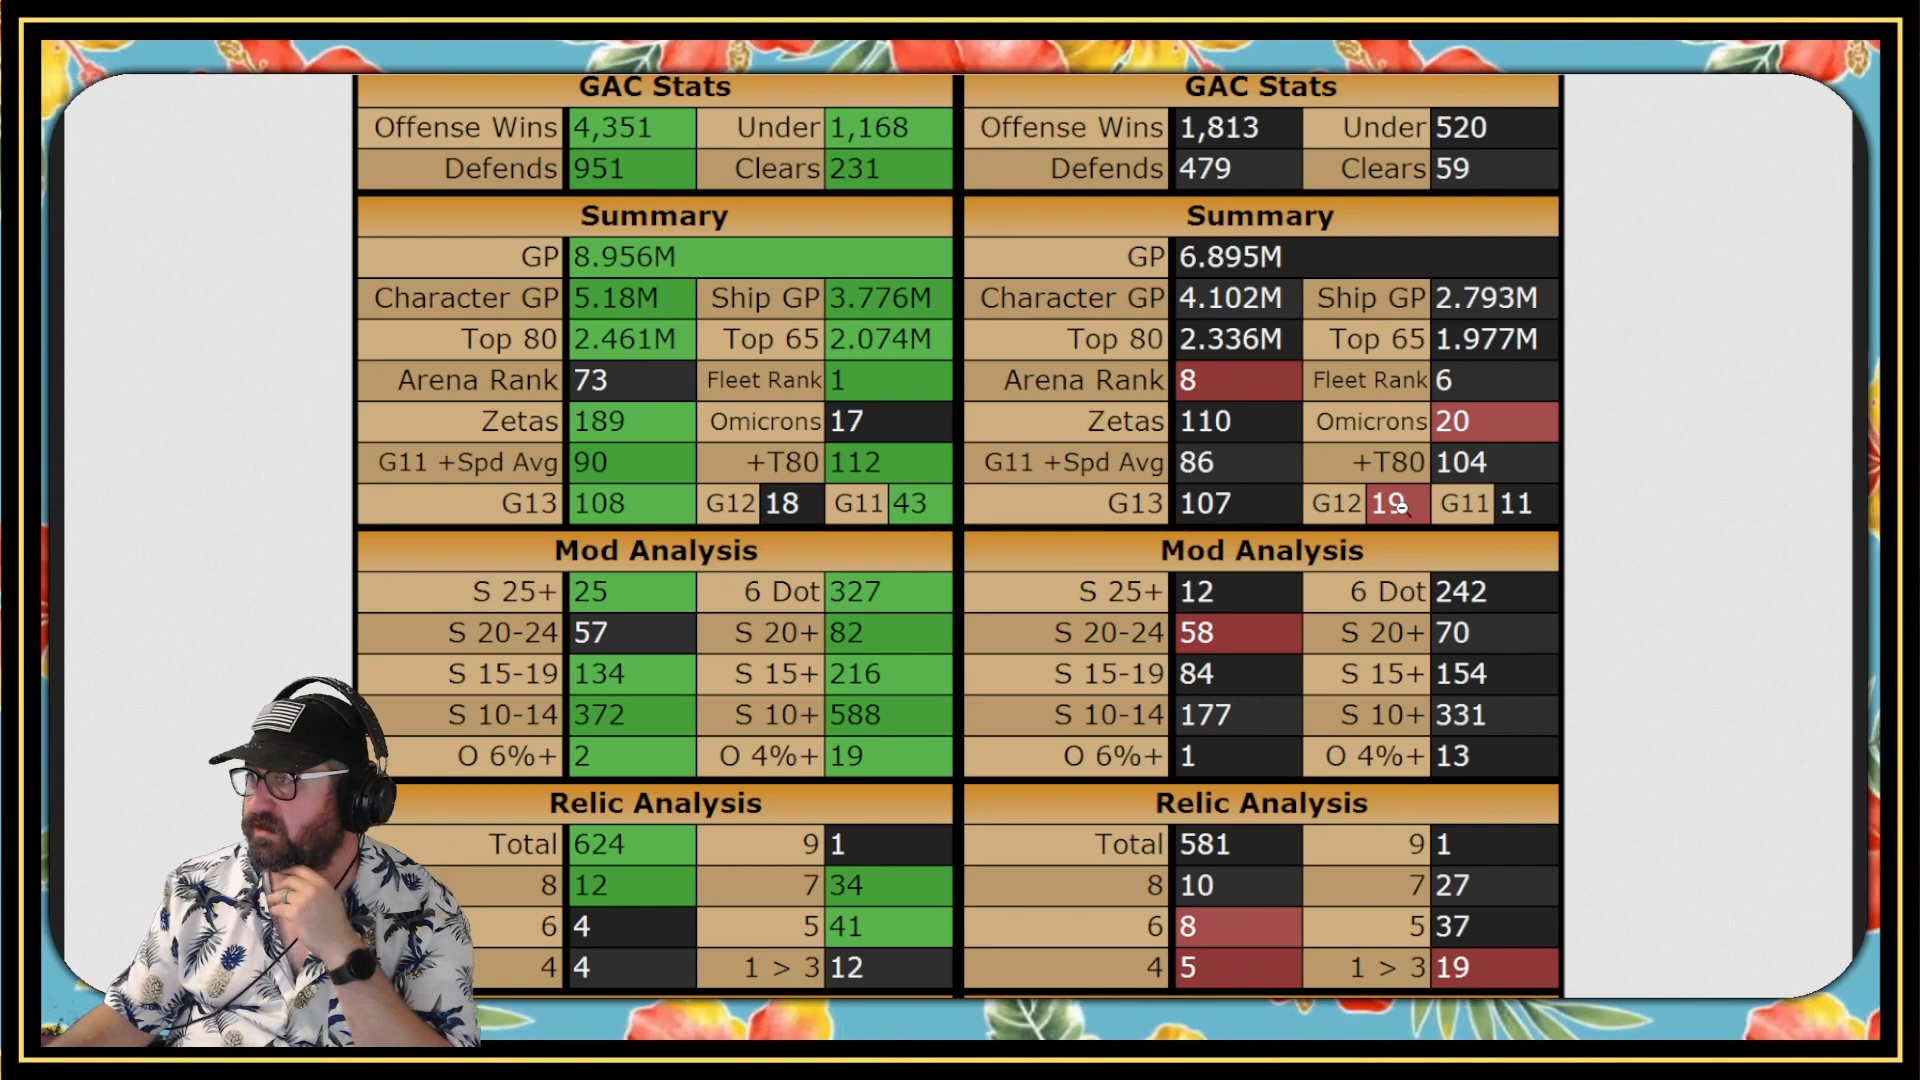 GAC Stats
Offense Wins 4,351 Under 1,168
Defends 951 Clears 231
Summary
GP 8.956M
Character GP 5.18M Ship GP 3.776M
Top 80 2.461M Top 65 2.074M
Arena Rank 73 Fleet Rank 1
Zetas 189 Omicrons 17
G11 +Spd Avg 90 +T80 112
G13 108 G12 18 G11 43
Mod Analysis
S 25+ 25 6 Dot 327
S 20-24 57 S 20+ 82
S 15-19 134 S 15+ 216
S 10-14 372 S 10+ 588
O 6%+ 2 O 4%+ 19
Relic Analysis
Total 624 9 1
8 12 7 34
6 4 5 41
4 4 1 > 3 12
GAC Stats
Offense Wins 1,813 Under 520
Defends 479 Clears 59
Summary
GP 6.895M
Character GP 4.102M Ship GP 2.793M
Top 80 2.336M Top 65 1.977M
Arena Rank 8 Fleet Rank 6
Zetas 110 Omicrons 20
G11 +Spd Avg 86 +T80 104
G13 107 G12 19 G11 11
Mod Analysis
S 25+ 12 6 Dot 242
S 20-24 58 S 20+ 70
S 15-19 84 S 15+ 154
S 10-14 177 S 10+ 331
O 6%+ 1 O 4%+ 13
Relic Analysis
Total 581 9 1
8 10 7 27
6 8 5 37
4 5 1 > 3 19